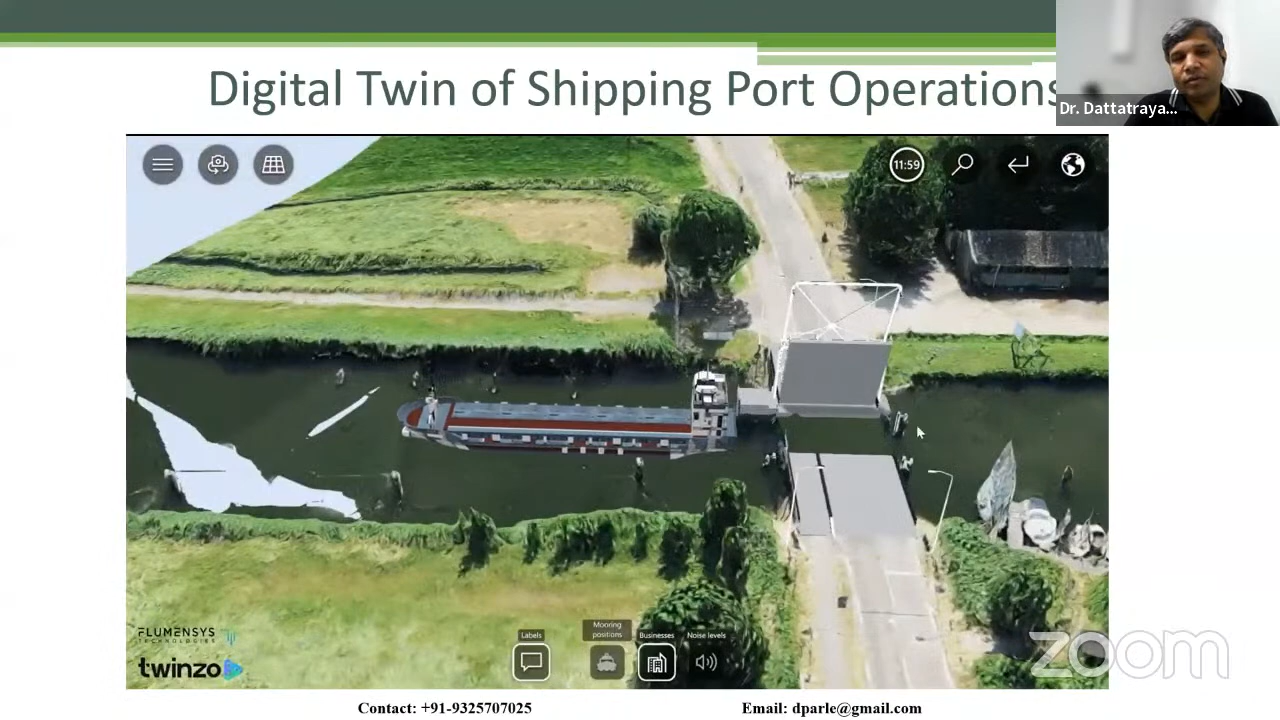 Digital Twin of Shipping Port Operations
Dr. Dattatraya...
11:59
Labels
Mooring
positions
Businesses
Noise levels
FLUMENSYS
TECHNOLOGIES
twinzo
zoom
Contact: +91-9325707025
Email: dparle@gmail.com